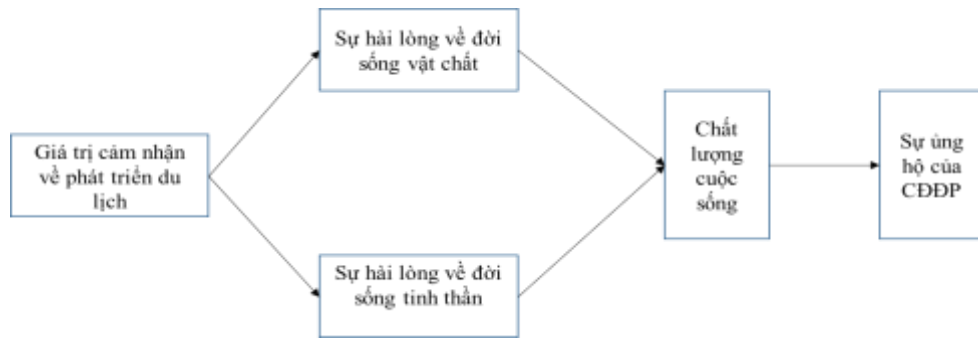 Sự hài lòng về đời
sống vật chất
Giá trị cảm nhận
về phát triển du
lịch
Chất
lượng
cuộc
sống
Sự ủng
hộ của
CĐĐP
Sự hài lòng về đời
sống tinh thần